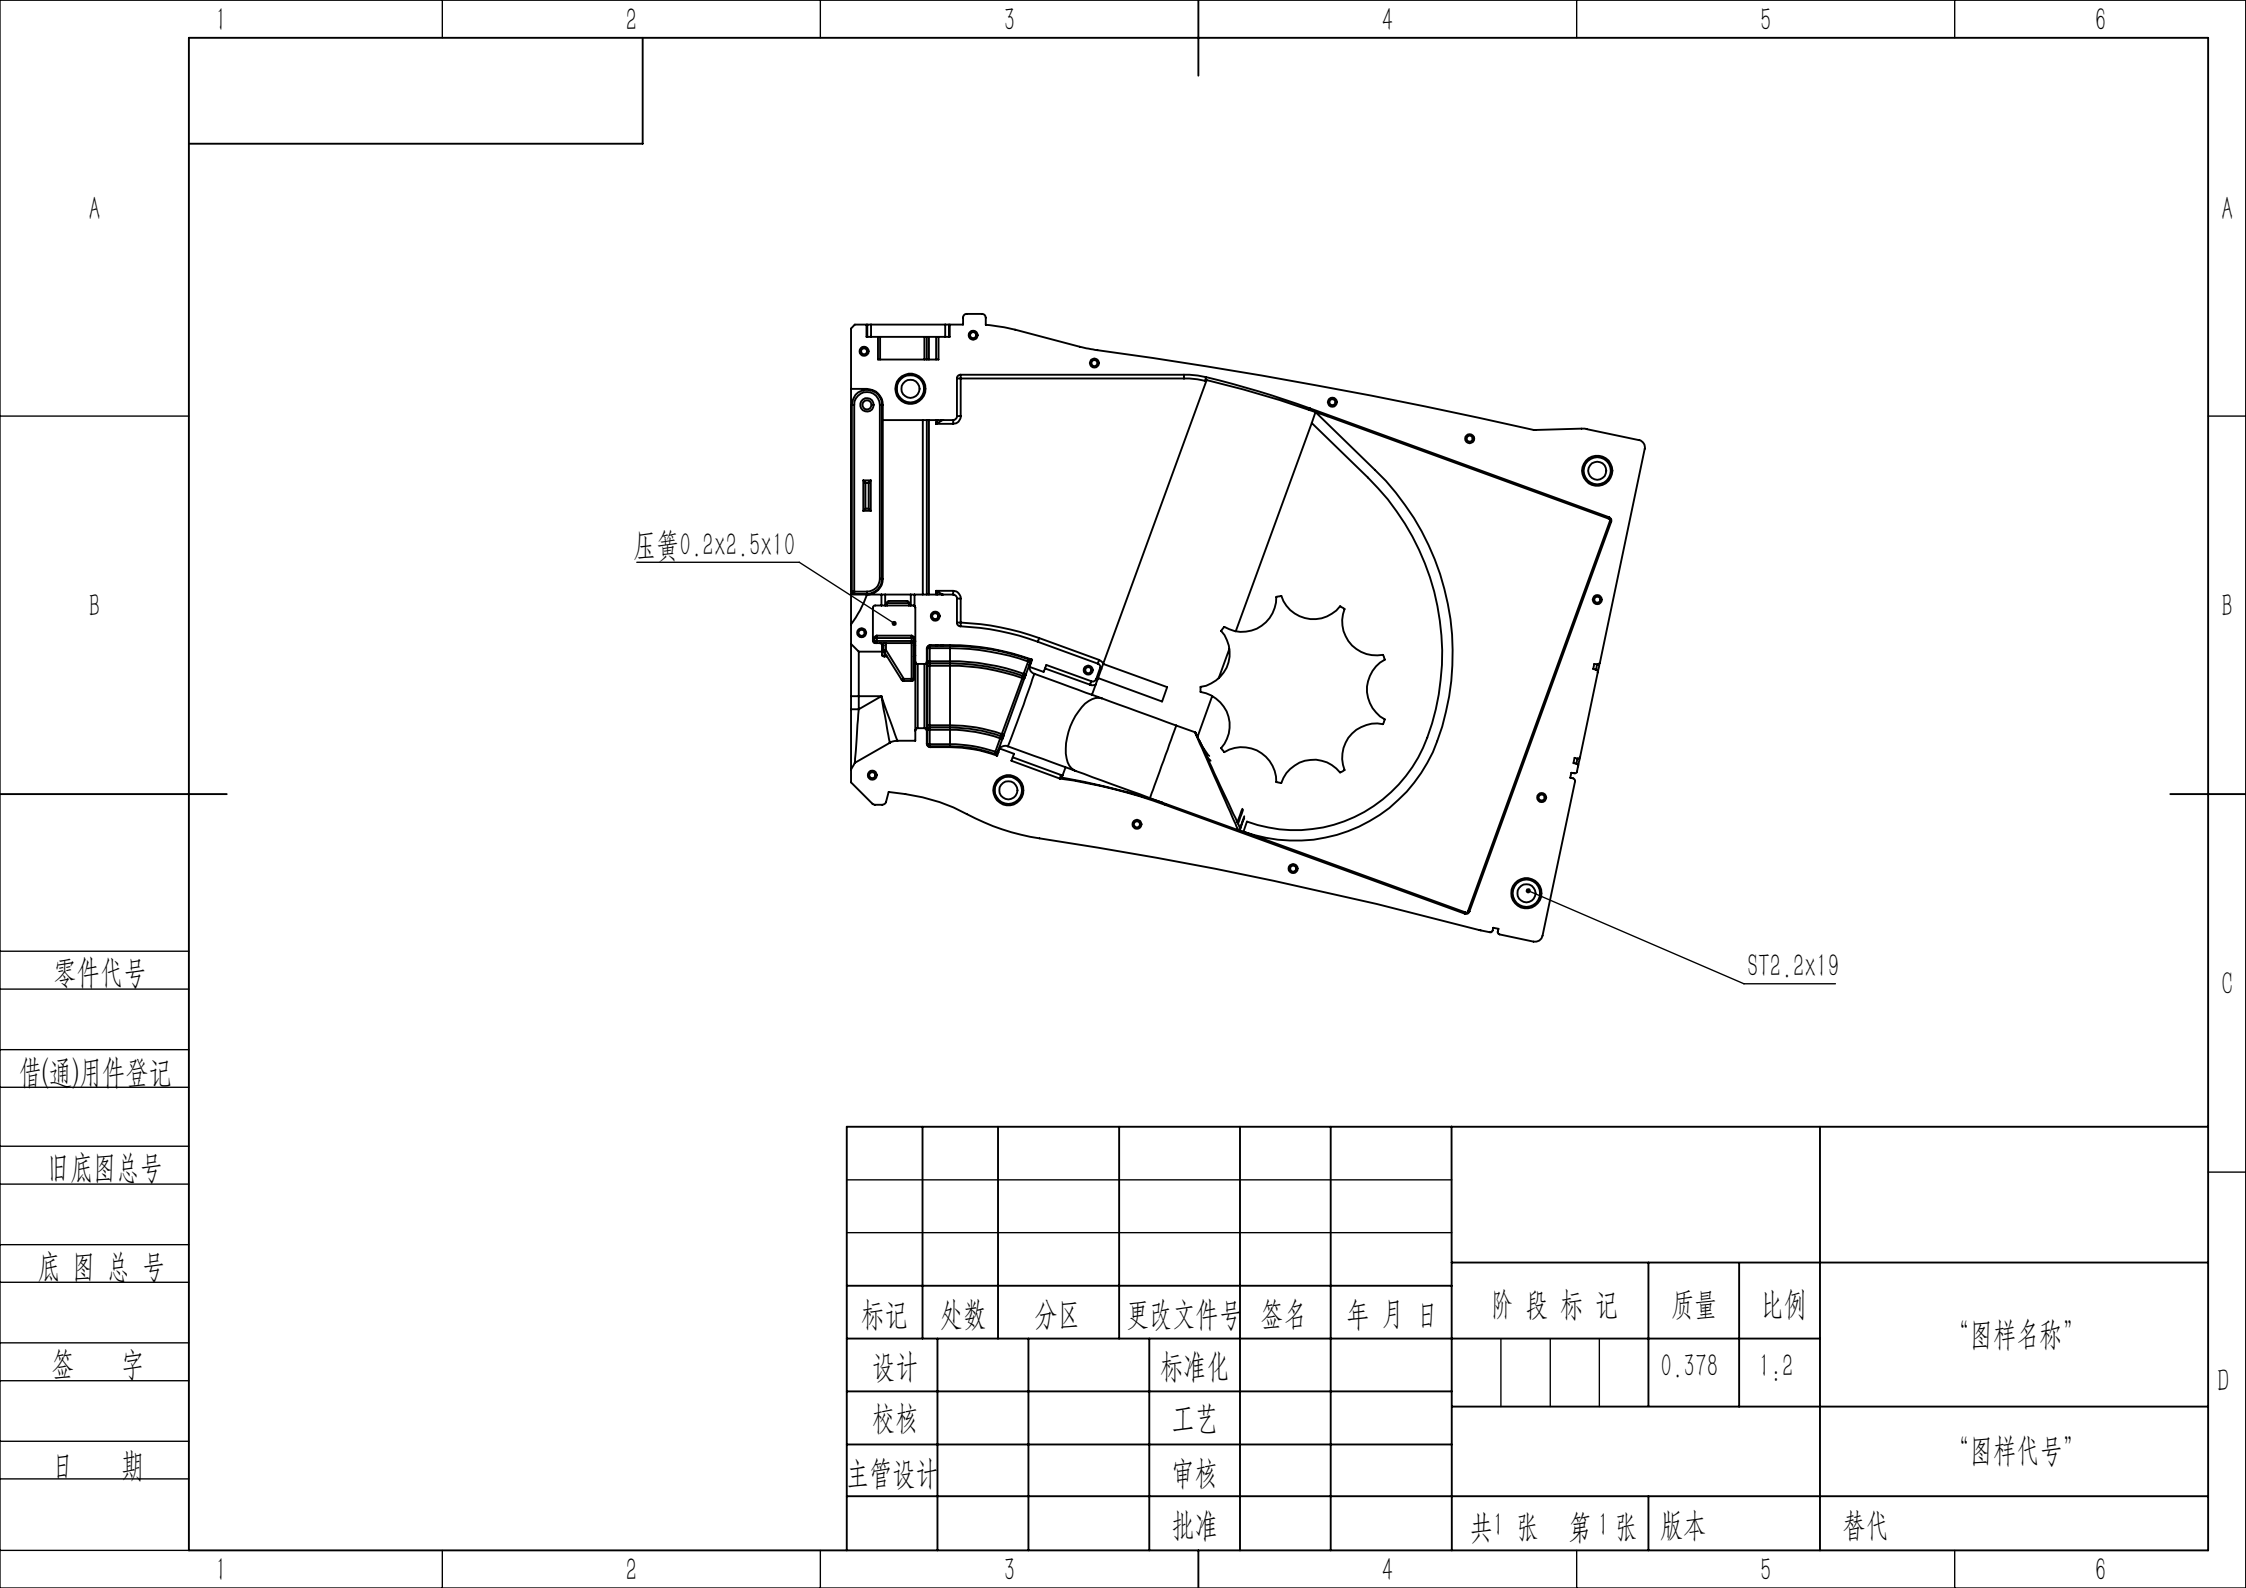 1 2 3 4 5 6
A A
压簧0.2x2.5x10
B B
ST2.2x19
零件代号
C
借(通)用件登记
旧底图总号
底 图 总 号
标记 处数 分区 更改文件号 签名 年 月 日 阶 段 标 记 质量 比例
“图样名称”
签 字
设计 标准化 0.378 1:2
D
校核 工艺
“图样代号”
日 期
主管设计 审核
批准 共1 张 第1张 版本 替代
1 2 3 4 5 6